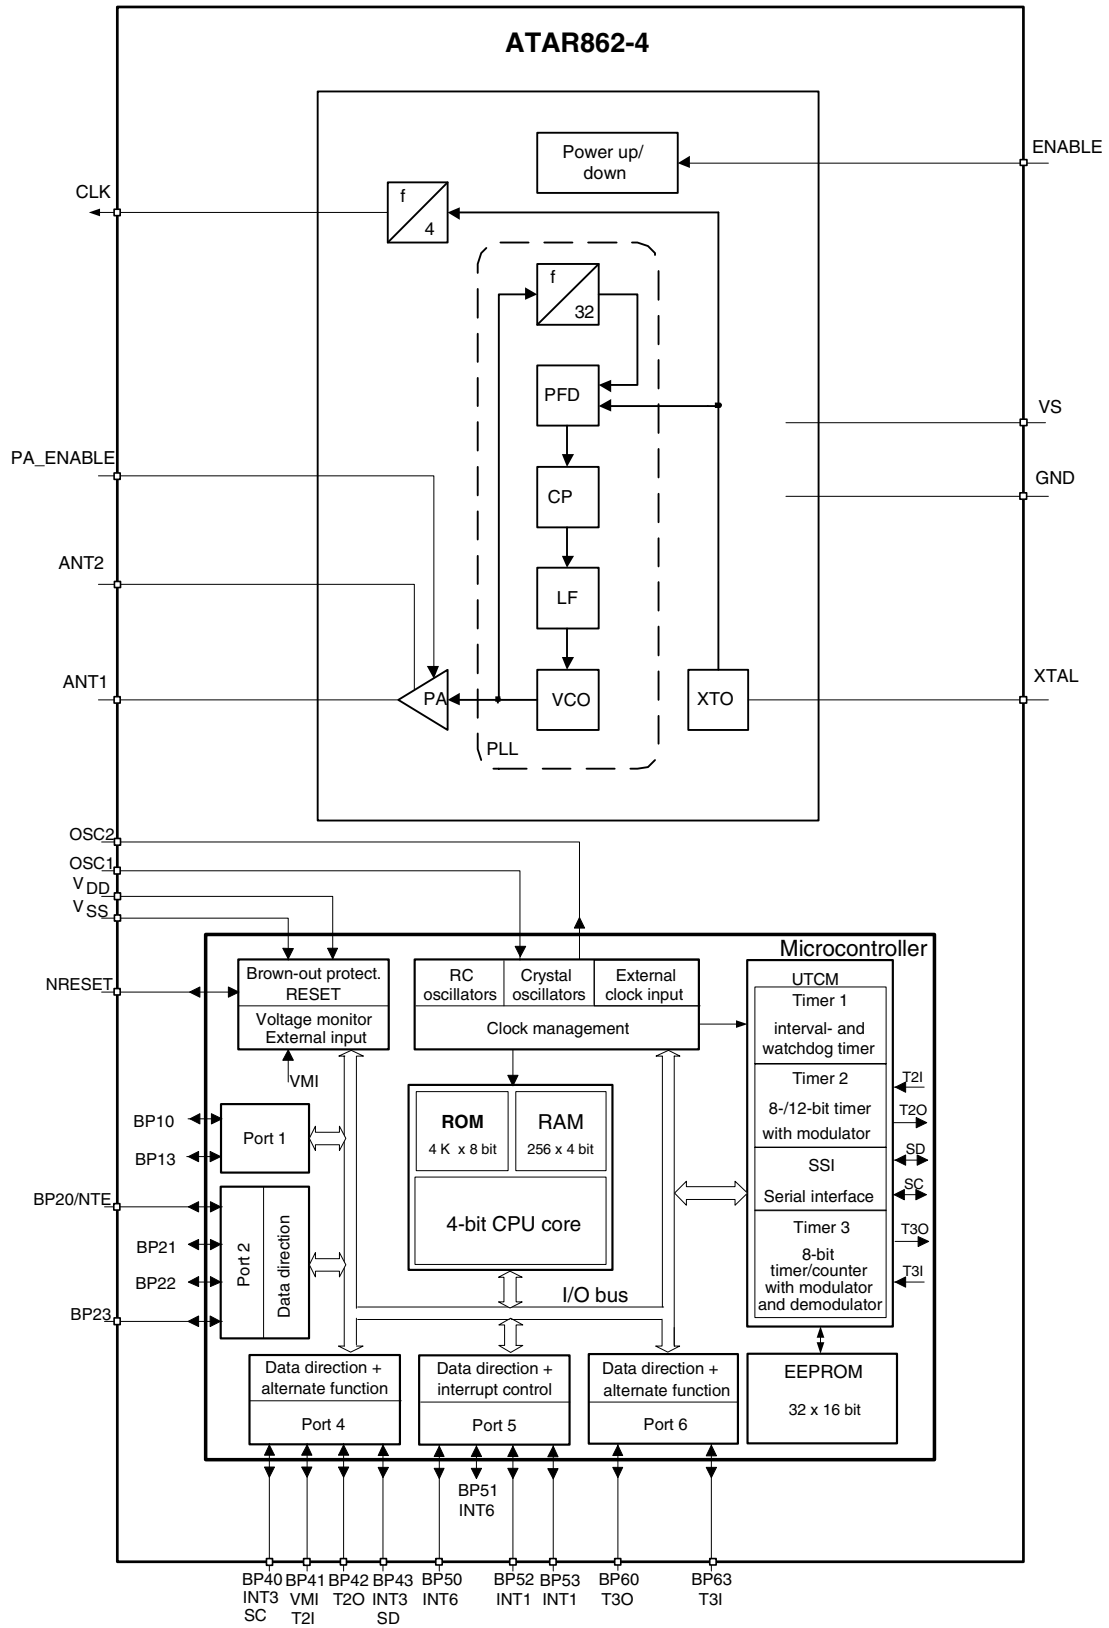 ATAR862-4
Power up/
down
ENABLE
CLK
f
4
f
32
PFD
VS
PA_ENABLE
GND
CP
ANT2
LF
ANT1
PA
VCO
XTO
XTAL
PLL
OSC2
OSC1
V DD
V SS
Microcontroller
NRESET
Brown-out protect.
RESET
Voltage monitor
External input
VMI
RC
oscillators
Crystal
oscillators
External
clock input
Clock management
UTCM
Timer 1
interval- and
watchdog timer
Timer 2
8-/12-bit timer
with modulator
SSI
Serial interface
Timer 3
8-bit
timer/counter
with modulator
and demodulator
T2I
T2O
SD
SC
T3O
T3I
ROM
4 K x 8 bit
RAM
256 x 4 bit
4-bit CPU core
I/O bus
BP10
BP13
Port 1
BP20/NTE
BP21
BP22
BP23
Port 2
Data direction
Data direction +
alternate function
Port 4
Data direction +
interrupt control
Port 5
Data direction +
alternate function
Port 6
EEPROM
32 x 16 bit
BP51
INT6
BP40
INT3
SC
BP41
VMI
T2I
BP42
T2O
BP43
INT3
SD
BP50
INT6
BP52
INT1
BP53
INT1
BP60
T3O
BP63
T3I